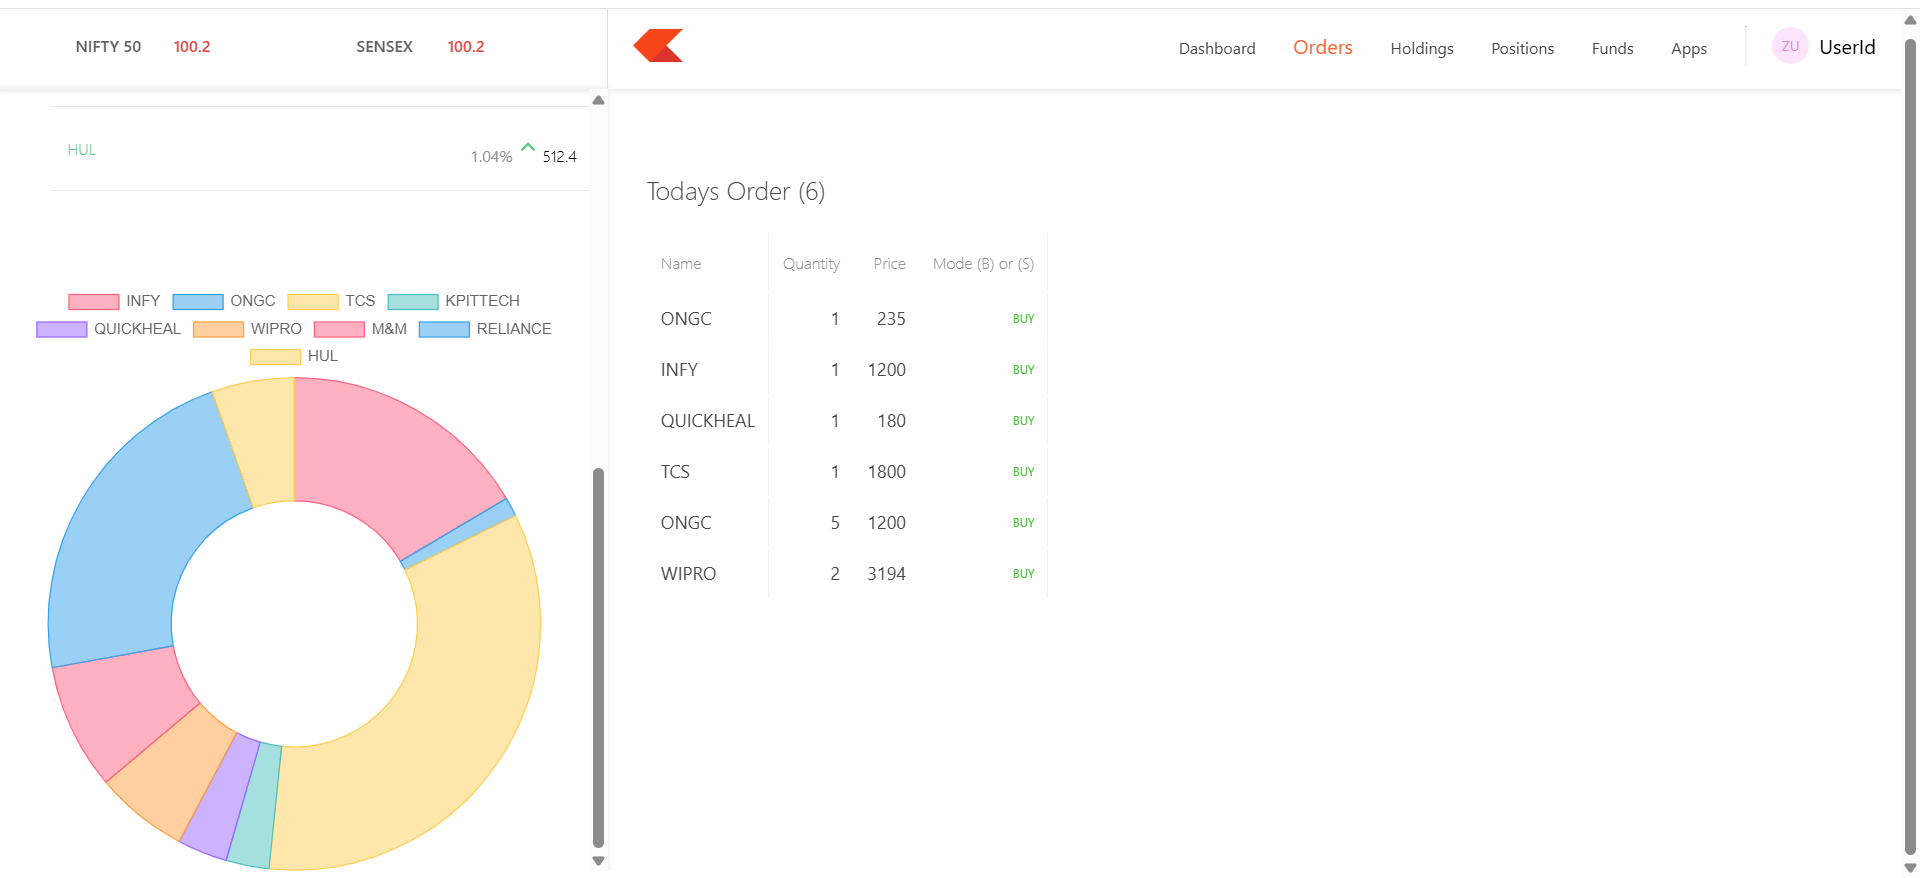 NIFTY 50 100.2 SENSEX 100.2
Dashboard Orders Holdings Positions Funds Apps ZU UserId
HUL 1.04% 512.4
INFY ONGC TCS KPITTECH
QUICKHEAL WIPRO M&M RELIANCE
HUL
Todays Order (6)
Name Quantity Price Mode (B) or (S)
ONGC 1 235 BUY
INFY 1 1200 BUY
QUICKHEAL 1 180 BUY
TCS 1 1800 BUY
ONGC 5 1200 BUY
WIPRO 2 3194 BUY